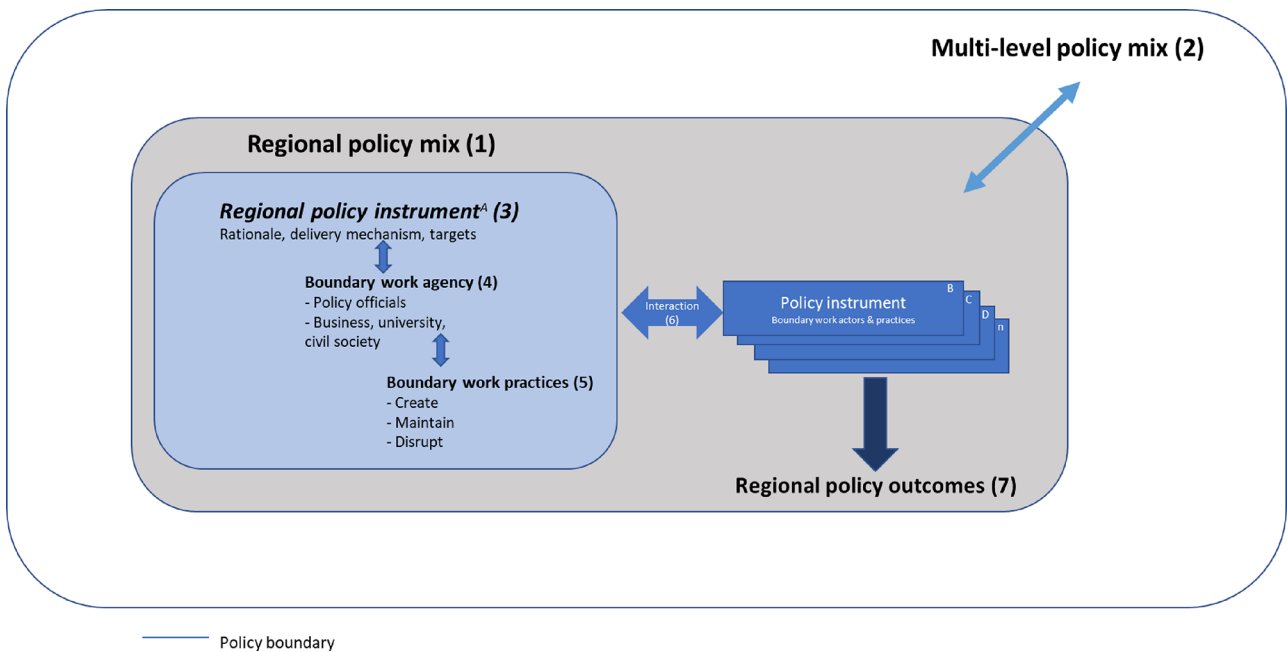 Multi-level policy mix (2)
Regional policy mix (1)
Regional policy instrumentᴬ (3)
Rationale, delivery mechanism, targets
Boundary work agency (4)
- Policy officials
- Business, university,
civil society
Boundary work practices (5)
- Create
- Maintain
- Disrupt
Interaction
(6)
B
Policy instrument
Boundary work actors & practices
C
D
n
Regional policy outcomes (7)
Policy boundary